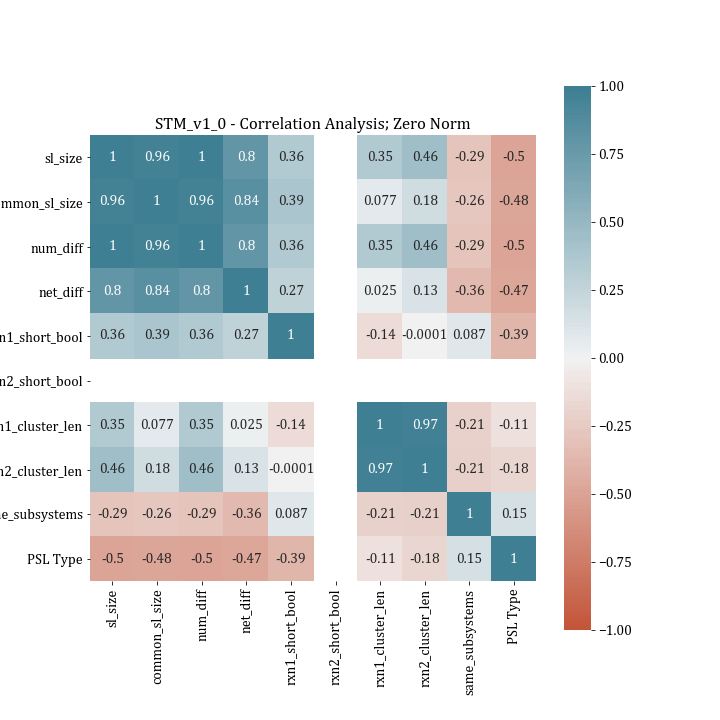 STM_v1_0 - Correlation Analysis; Zero Norm
sl_size 1 0.96 1 0.8 0.36 0.35 0.46 -0.29 -0.5
mmon_sl_size 0.96 1 0.96 0.84 0.39 0.077 0.18 -0.26 -0.48
num_diff 1 0.96 1 0.8 0.36 0.35 0.46 -0.29 -0.5
net_diff 0.8 0.84 0.8 1 0.27 0.025 0.13 -0.36 -0.47
n1_short_bool 0.36 0.39 0.36 0.27 1 -0.14 -0.0001 0.087 -0.39
n2_short_bool
n1_cluster_len 0.35 0.077 0.35 0.025 -0.14 1 0.97 -0.21 -0.11
n2_cluster_len 0.46 0.18 0.46 0.13 -0.0001 0.97 1 -0.21 -0.18
e_subsystems -0.29 -0.26 -0.29 -0.36 0.087 -0.21 -0.21 1 0.15
PSL Type -0.5 -0.48 -0.5 -0.47 -0.39 -0.11 -0.18 0.15 1
sl_size
common_sl_size
num_diff
net_diff
rxn1_short_bool
rxn2_short_bool
rxn1_cluster_len
rxn2_cluster_len
same_subsystems
PSL Type
1.00
0.75
0.50
0.25
0.00
−0.25
−0.50
−0.75
−1.00